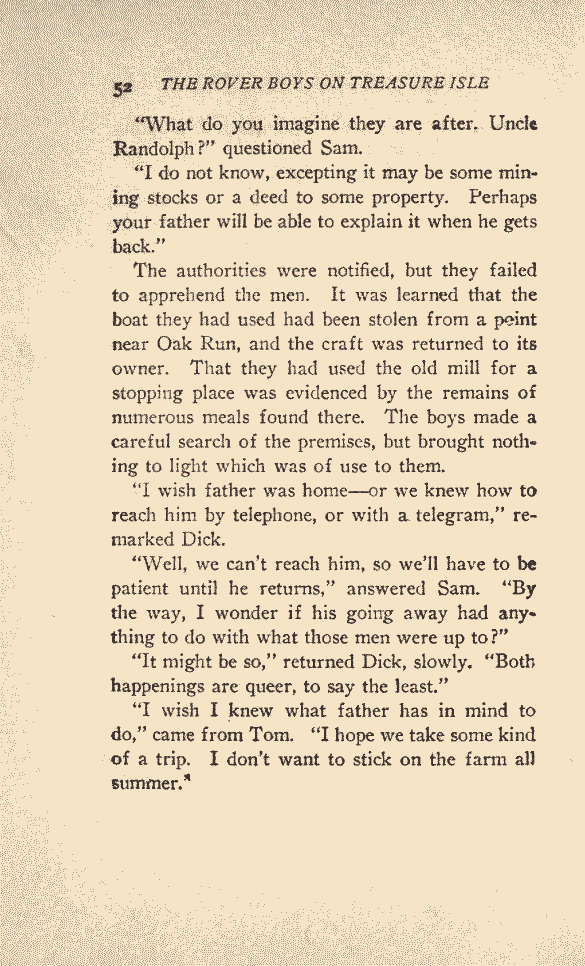 52 THE ROVER BOYS ON TREASURE ISLE
"What do you imagine they are after, Uncle
Randolph?" questioned Sam.
"I do not know, excepting it may be some min-
ing stocks or a deed to some property. Perhaps
your father will be able to explain it when he gets
back."
The authorities were notified, but they failed
to apprehend the men. It was learned that the
boat they had used had been stolen from a point
near Oak Run, and the craft was returned to its
owner. That they had used the old mill for a
stopping place was evidenced by the remains of
numerous meals found there. The boys made a
careful search of the premises, but brought noth-
ing to light which was of use to them.
"I wish father was home—or we knew how to
reach him by telephone, or with a telegram," re-
marked Dick.
"Well, we can't reach him, so we'll have to be
patient until he returns," answered Sam. "By
the way, I wonder if his going away had any-
thing to do with what those men were up to?"
"It might be so," returned Dick, slowly. "Both
happenings are queer, to say the least."
"I wish I knew what father has in mind to
do," came from Tom. "I hope we take some kind
of a trip. I don't want to stick on the farm all
summer."